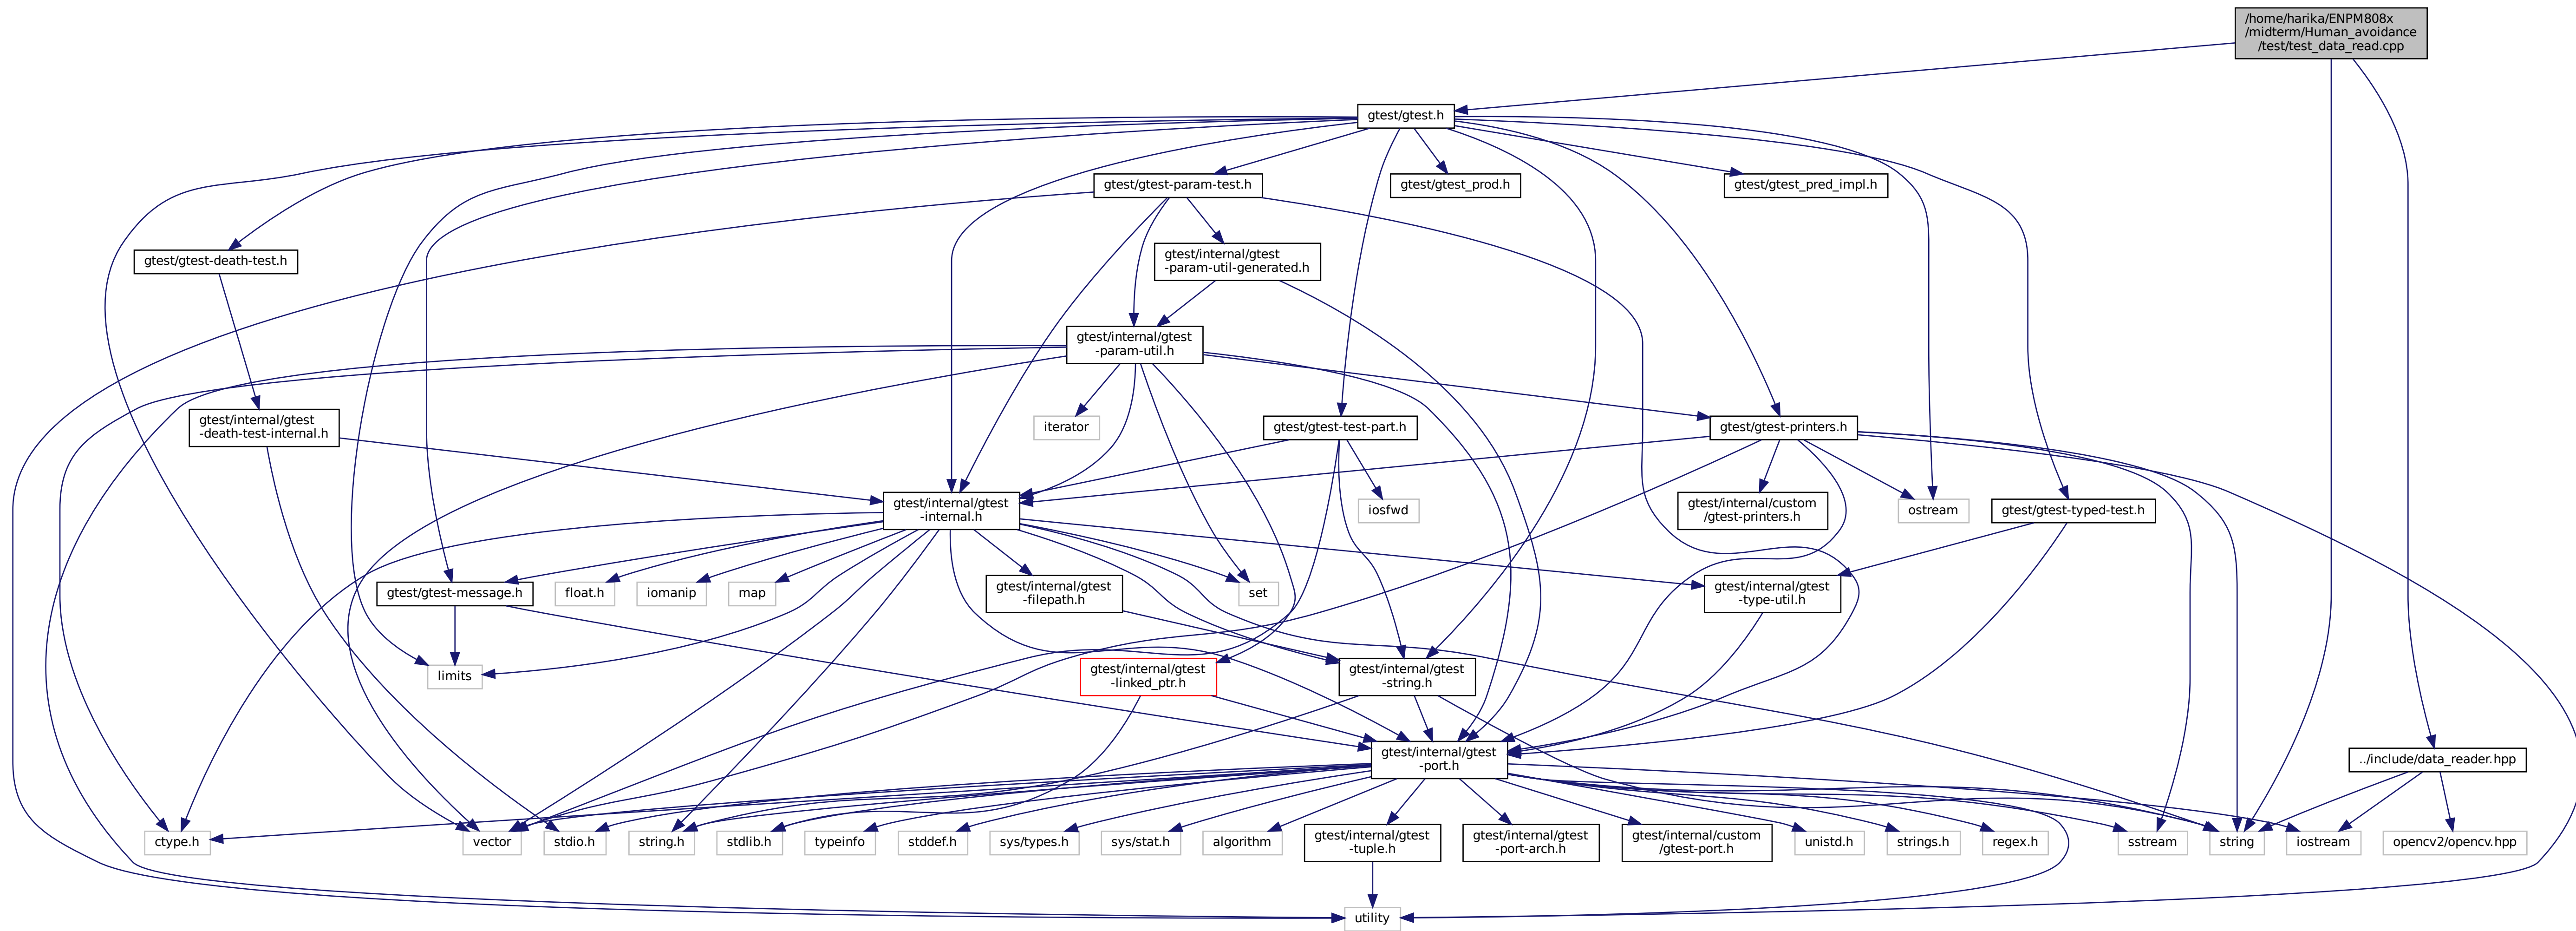 /home/harika/ENPM808x
/midterm/Human_avoidance
/test/test_data_read.cpp
gtest/gtest.h
gtest/gtest-param-test.h
gtest/gtest_prod.h
gtest/gtest_pred_impl.h
gtest/gtest-death-test.h
gtest/internal/gtest
-param-util-generated.h
gtest/internal/gtest
-param-util.h
gtest/internal/gtest
-death-test-internal.h
iterator
gtest/gtest-test-part.h
gtest/gtest-printers.h
gtest/internal/gtest
-internal.h
iosfwd
gtest/internal/custom
/gtest-printers.h
ostream
gtest/gtest-typed-test.h
gtest/gtest-message.h
float.h
iomanip
map
gtest/internal/gtest
-filepath.h
set
gtest/internal/gtest
-type-util.h
limits
gtest/internal/gtest
-linked_ptr.h
gtest/internal/gtest
-string.h
gtest/internal/gtest
-port.h
../include/data_reader.hpp
ctype.h
vector
stdio.h
string.h
stdlib.h
typeinfo
stddef.h
sys/types.h
sys/stat.h
algorithm
gtest/internal/gtest
-tuple.h
gtest/internal/gtest
-port-arch.h
gtest/internal/custom
/gtest-port.h
unistd.h
strings.h
regex.h
sstream
string
iostream
opencv2/opencv.hpp
utility